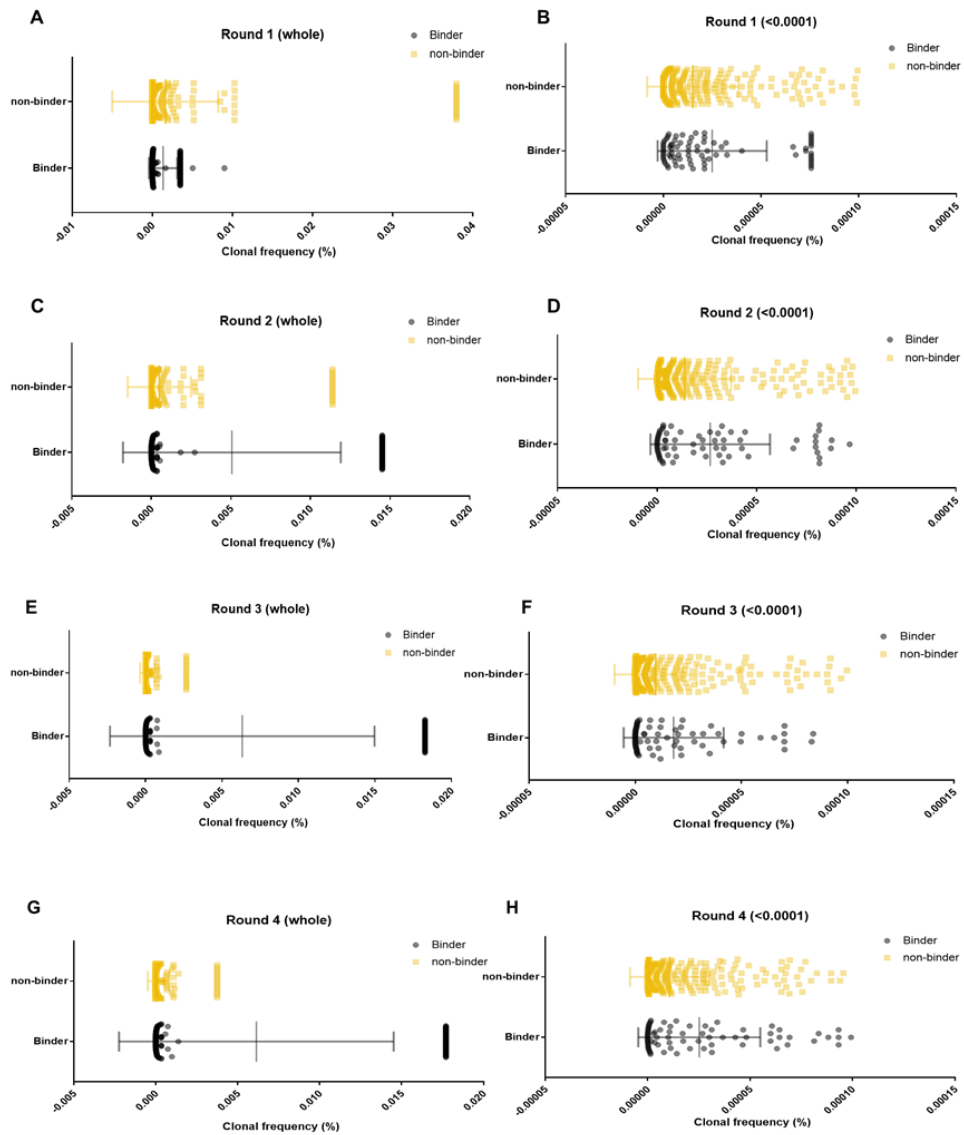 A
Round 1 (whole)
Binder
non-binder
non-binder
Binder
-0.01
0.00
0.01
0.02
0.03
0.04
Clonal frequency (%)
B
Round 1 (<0.0001)
Binder
non-binder
non-binder
Binder
-0.00005
0.00000
0.00005
0.00010
0.00015
Clonal frequency (%)
C
Round 2 (whole)
Binder
non-binder
non-binder
Binder
-0.005
0.000
0.005
0.010
0.015
0.020
Clonal frequency (%)
D
Round 2 (<0.0001)
Binder
non-binder
non-binder
Binder
-0.00005
0.00000
0.00005
0.00010
0.00015
Clonal frequency (%)
E
Round 3 (whole)
Binder
non-binder
non-binder
Binder
-0.005
0.000
0.005
0.010
0.015
0.020
Clonal frequency (%)
F
Round 3 (<0.0001)
Binder
non-binder
non-binder
Binder
-0.00005
0.00000
0.00005
0.00010
0.00015
Clonal frequency (%)
G
Round 4 (whole)
Binder
non-binder
non-binder
Binder
-0.005
0.000
0.005
0.010
0.015
0.020
Clonal frequency (%)
H
Round 4 (<0.0001)
Binder
non-binder
non-binder
Binder
-0.00005
0.00000
0.00005
0.00010
0.00015
Clonal frequency (%)